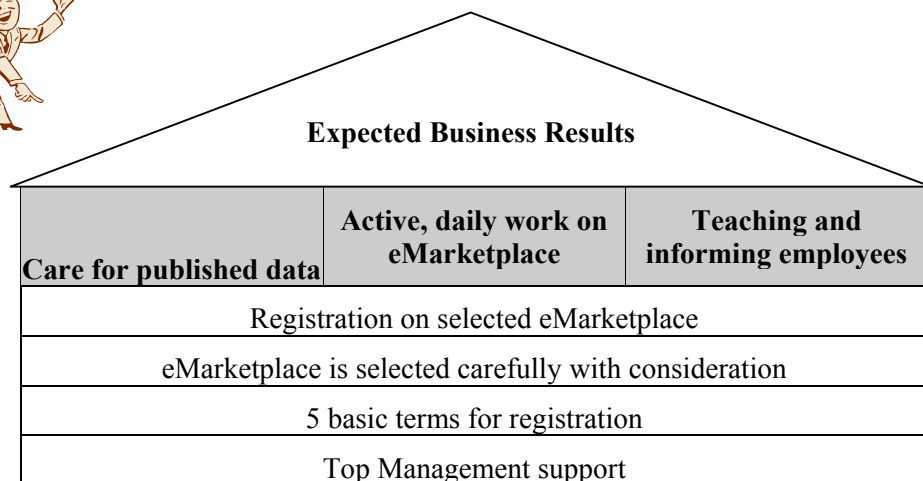 Expected Business Results
Care for published data
Active, daily work on
eMarketplace
Teaching and
informing employees
Registration on selected eMarketplace
eMarketplace is selected carefully with consideration
5 basic terms for registration
Top Management support